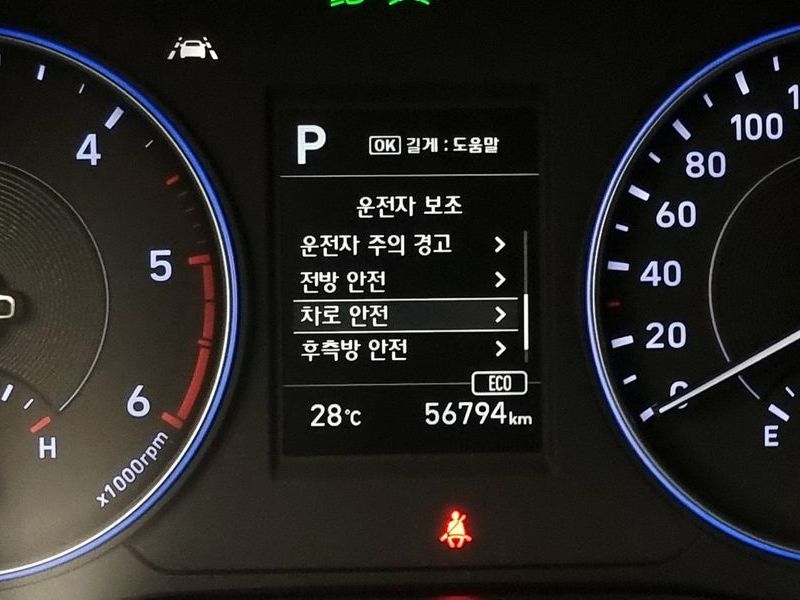 P
OK 길게 : 도움말
운전자 보조
운전자 주의 경고
전방 안전
차로 안전
후측방 안전
ECO
28℃ 56794km
4
5
6
H
x1000rpm
100
80
60
40
20
0
E